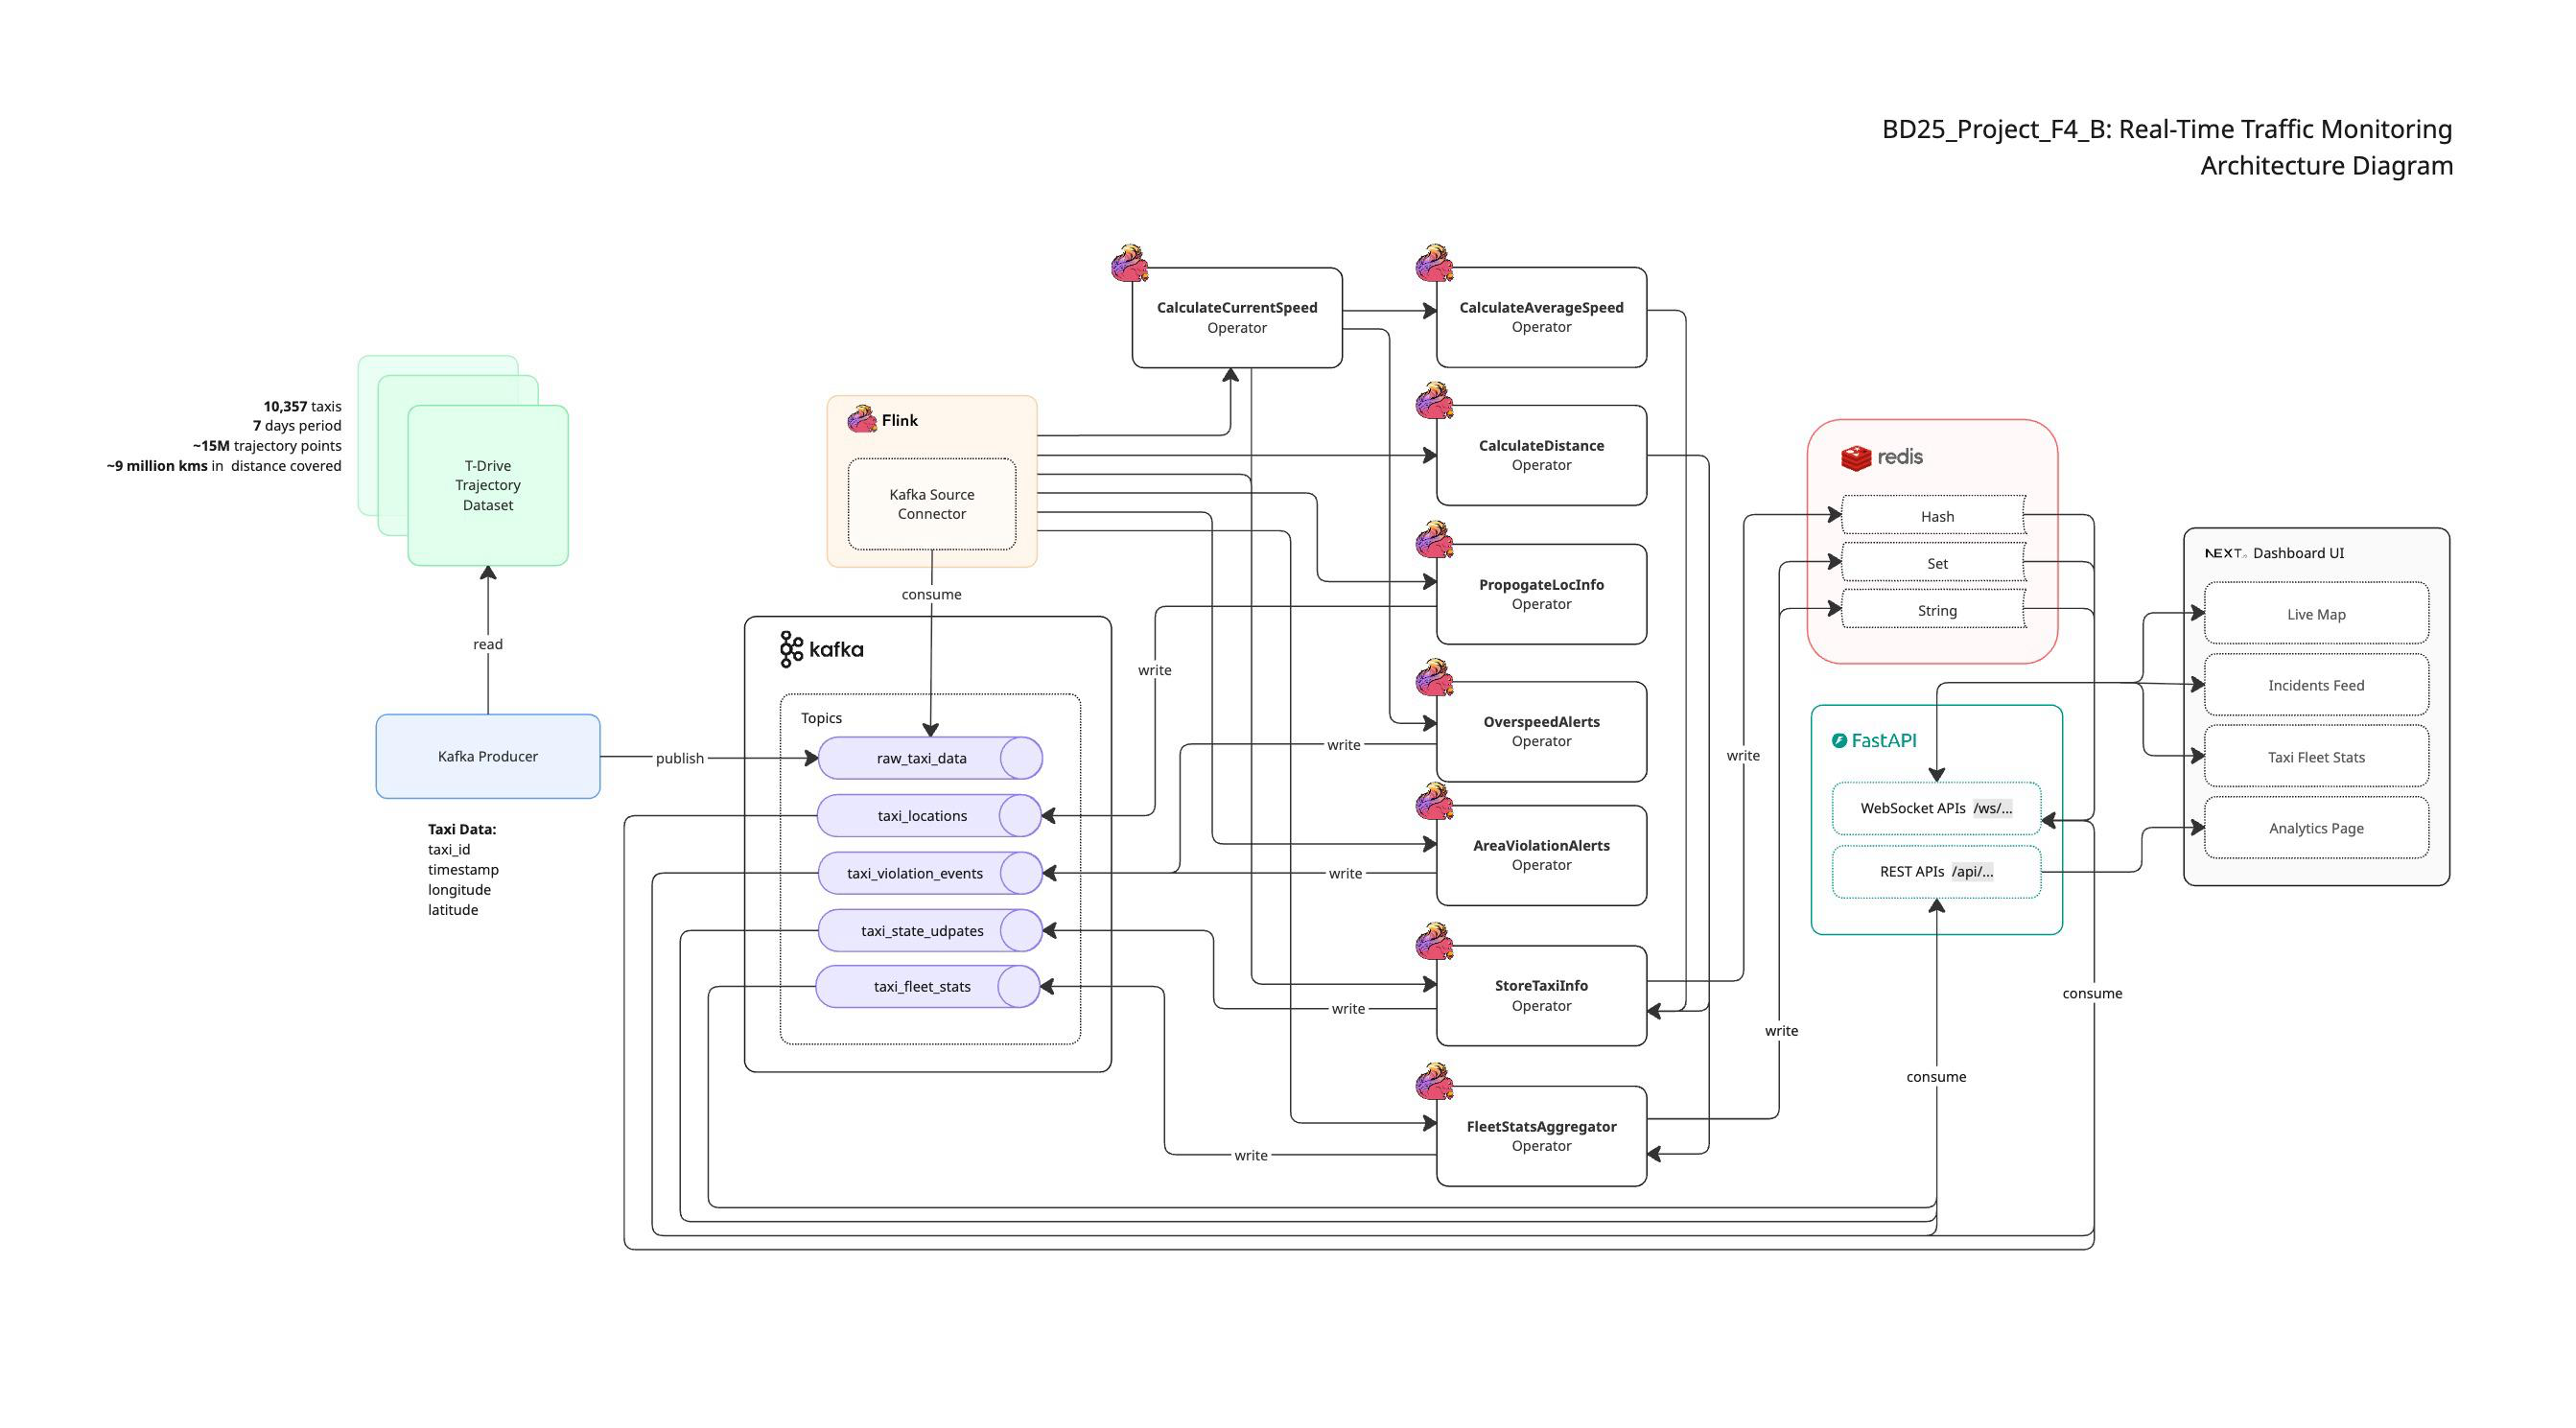 BD25_Project_F4_B: Real-Time Traffic Monitoring
Architecture Diagram
10,357 taxis
7 days period
~15M trajectory points
~9 million kms in distance covered
T-Drive
Trajectory
Dataset
read
Kafka Producer
publish
Taxi Data:
taxi_id
timestamp
longitude
latitude
Flink
Kafka Source
Connector
consume
kafka
Topics
raw_taxi_data
taxi_locations
taxi_violation_events
taxi_state_udpates
taxi_fleet_stats
CalculateCurrentSpeed
Operator
CalculateAverageSpeed
Operator
CalculateDistance
Operator
PropogateLocInfo
Operator
write
OverspeedAlerts
Operator
write
AreaViolationAlerts
Operator
write
StoreTaxiInfo
Operator
write
FleetStatsAggregator
Operator
write
write
write
redis
Hash
Set
String
FastAPI
WebSocket APIs /ws/...
REST APIs /api/...
consume
consume
NEXT.js Dashboard UI
Live Map
Incidents Feed
Taxi Fleet Stats
Analytics Page